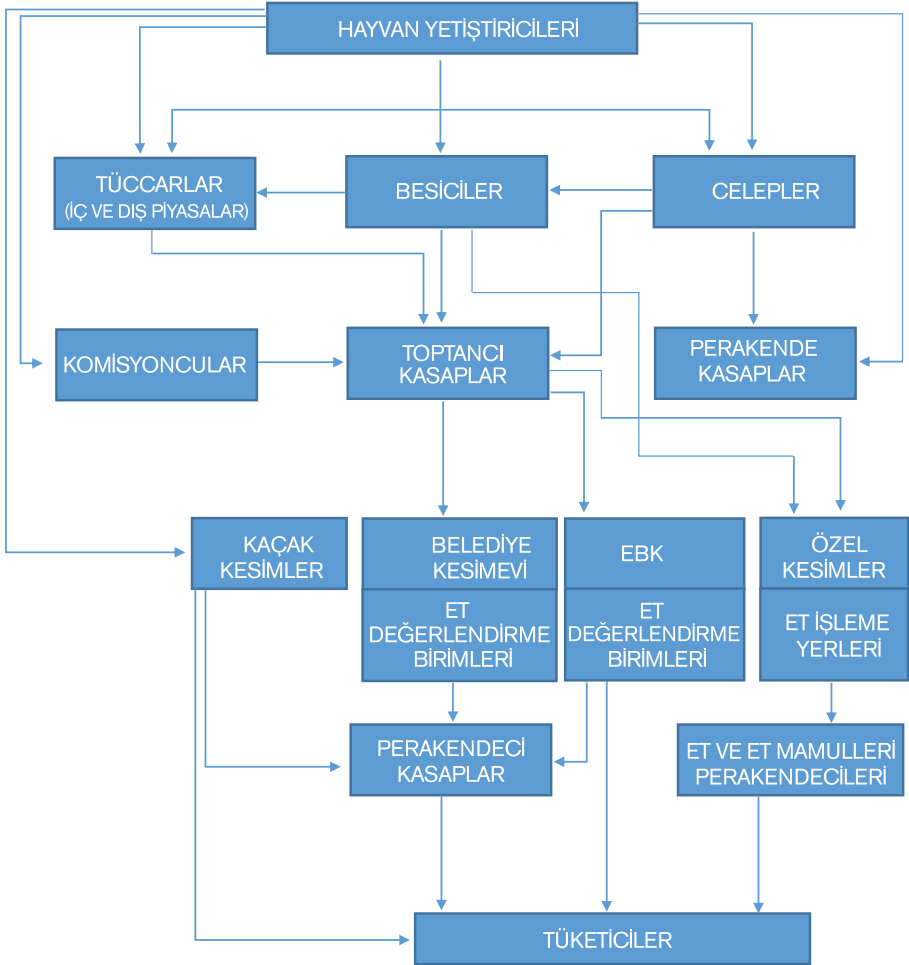 HAYVAN YETİŞTİRİCİLERİ
TÜCCARLAR
(İÇ VE DIŞ PİYASALAR)
BESİCİLER
CELEPLER
KOMİSYONCULAR
TOPTANCI
KASAPLAR
PERAKENDE
KASAPLAR
KAÇAK
KESİMLER
BELEDİYE
KESİMEVİ
EBK
ÖZEL
KESİMLER
ET
DEĞERLENDİRME
BİRİMLERİ
ET
DEĞERLENDİRME
BİRİMLERİ
ET İŞLEME
YERLERİ
PERAKENDECİ
KASAPLAR
ET VE ET MAMULLERİ
PERAKENDECİLERİ
TÜKETİCİLER